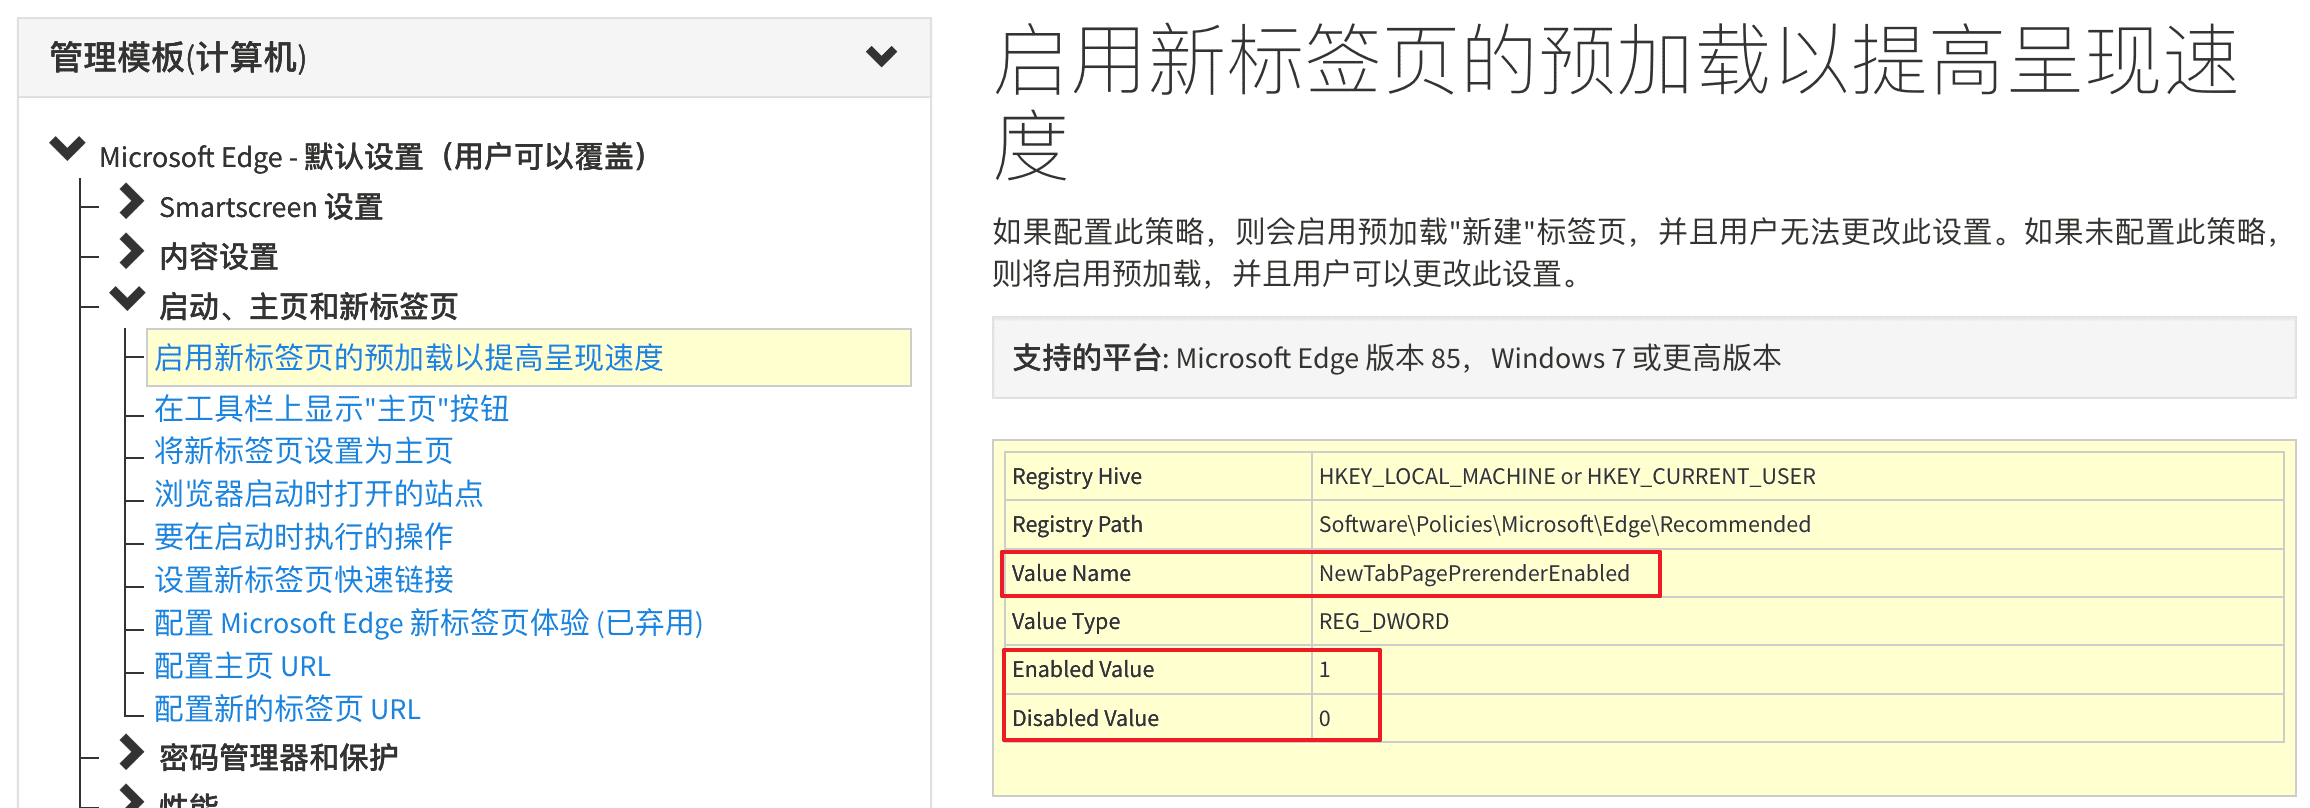 管理模板(计算机)
Microsoft Edge - 默认设置（用户可以覆盖）
Smartscreen 设置
内容设置
启动、主页和新标签页
启用新标签页的预加载以提高呈现速度
在工具栏上显示"主页"按钮
将新标签页设置为主页
浏览器启动时打开的站点
要在启动时执行的操作
设置新标签页快速链接
配置 Microsoft Edge 新标签页体验 (已弃用)
配置主页 URL
配置新的标签页 URL
密码管理器和保护
性能
启用新标签页的预加载以提高呈现速
度
如果配置此策略，则会启用预加载"新建"标签页，并且用户无法更改此设置。如果未配置此策略，
则将启用预加载，并且用户可以更改此设置。
支持的平台: Microsoft Edge 版本 85，Windows 7 或更高版本
Registry Hive HKEY_LOCAL_MACHINE or HKEY_CURRENT_USER
Registry Path Software\Policies\Microsoft\Edge\Recommended
Value Name NewTabPagePrerenderEnabled
Value Type REG_DWORD
Enabled Value 1
Disabled Value 0